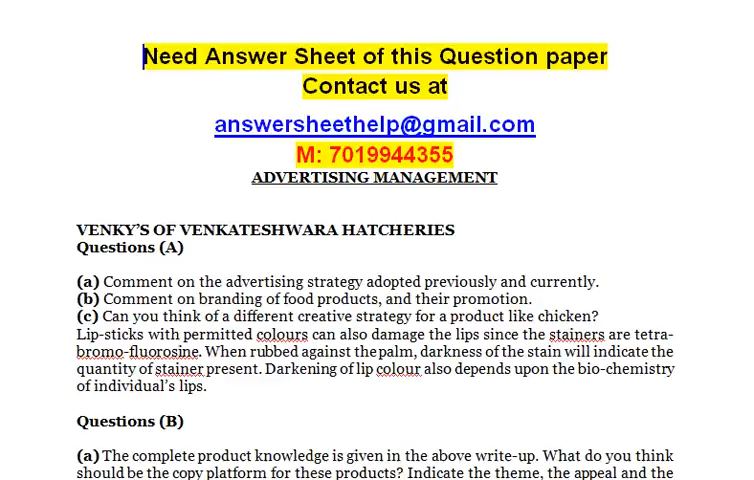 Need Answer Sheet of this Question paper
Contact us at
answersheethelp@gmail.com
M: 7019944355
ADVERTISING MANAGEMENT
VENKY’S OF VENKATESHWARA HATCHERIES
Questions (A)
(a) Comment on the advertising strategy adopted previously and currently.
(b) Comment on branding of food products, and their promotion.
(c) Can you think of a different creative strategy for a product like chicken?
Lip-sticks with permitted colours can also damage the lips since the stainers are tetra-
bromo-fluorosine. When rubbed against the palm, darkness of the stain will indicate the
quantity of stainer present. Darkening of lip colour also depends upon the bio-chemistry
of individual’s lips.
Questions (B)
(a) The complete product knowledge is given in the above write-up. What do you think
should be the copy platform for these products? Indicate the theme, the appeal and the